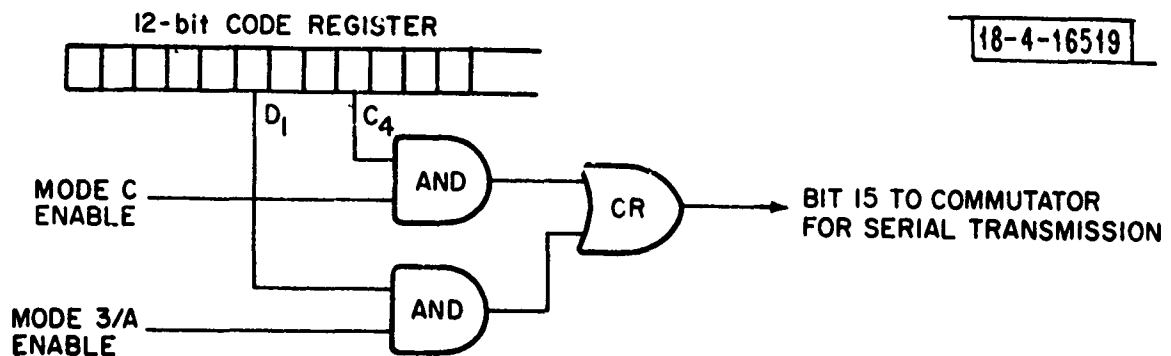 12-bit CODE REGISTER
18-4-16519
D1
C4
AND
MODE C
ENABLE
CR
BIT 15 TO COMMUTATOR
FOR SERIAL TRANSMISSION
AND
MODE 3/A
ENABLE